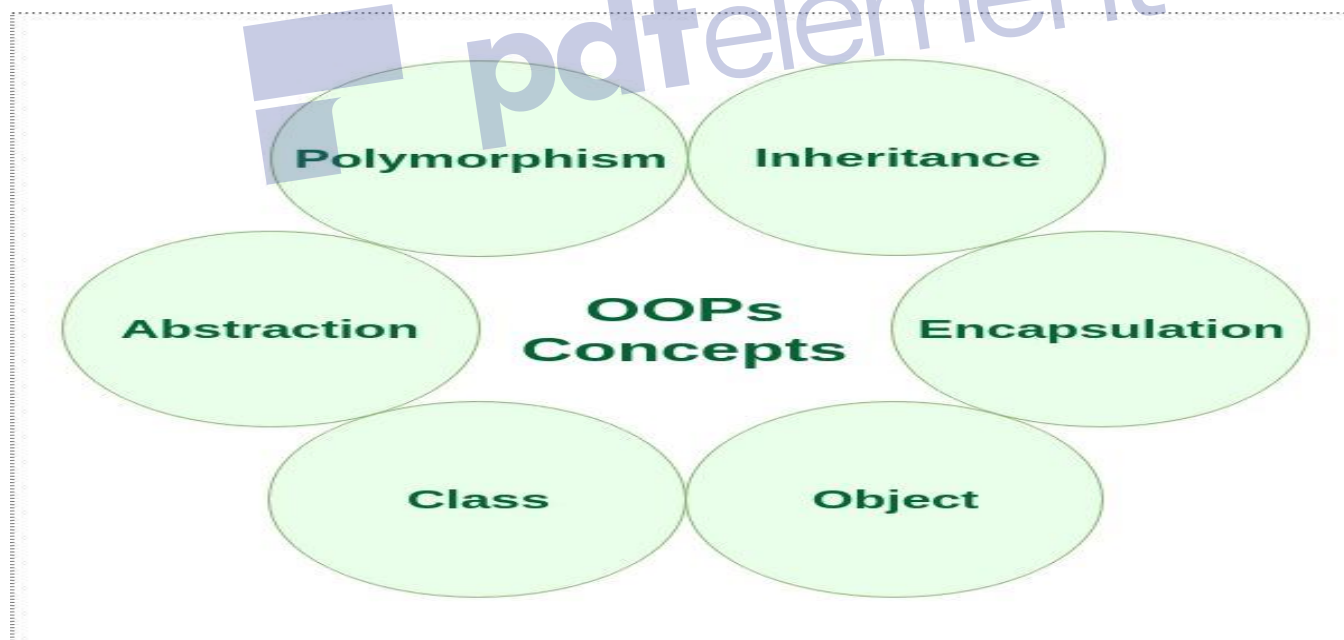 pdfelement
Polymorphism
Inheritance
Abstraction
OOPs
Concepts
Encapsulation
Class
Object